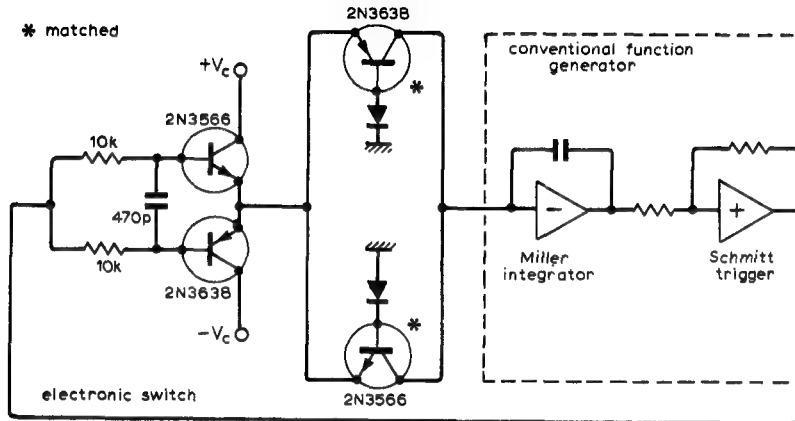 * matched
2N3638
conventional function
generator
+Vc
2N3566
10k
*
470p
-
+
Miller
integrator
Schmitt
trigger
10k
2N3638
-Vc
*
electronic switch
2N3566